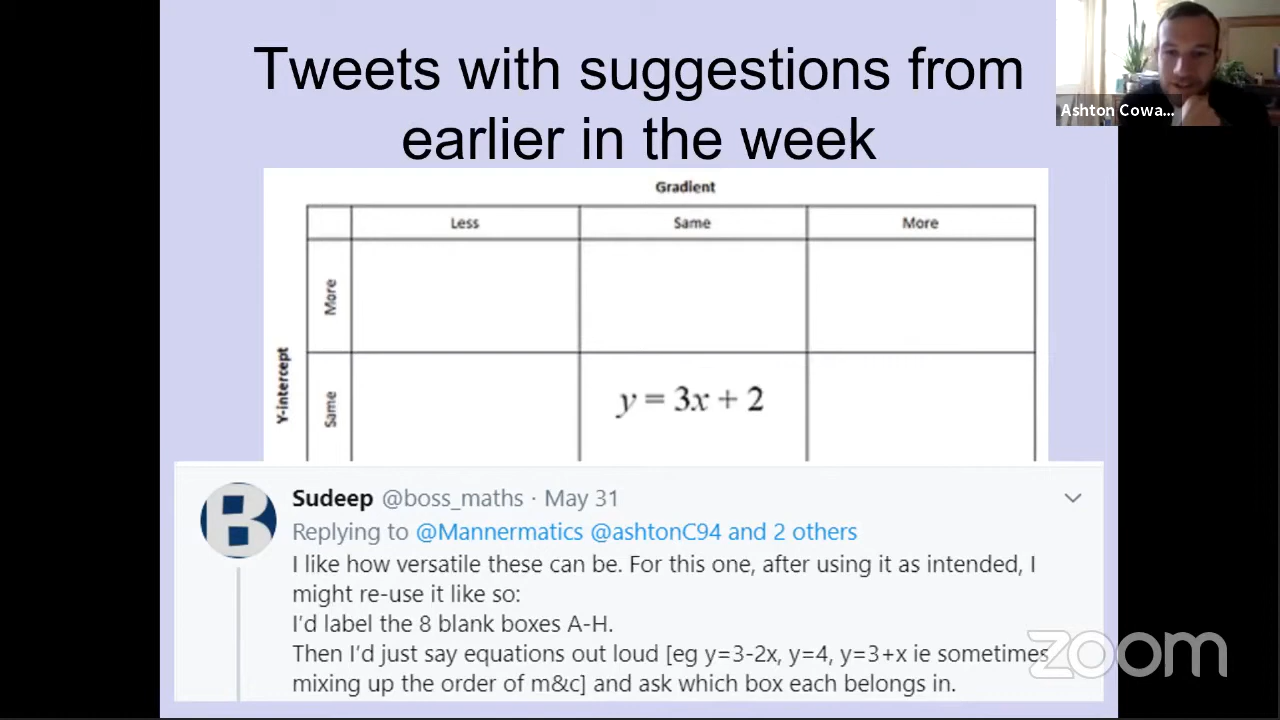 Tweets with suggestions from
earlier in the week
Ashton Cowa...
Gradient
Less Same More
More
Y-intercept
Same
y = 3x + 2
Sudeep @boss_maths · May 31
Replying to @Mannermatics @ashtonC94 and 2 others
I like how versatile these can be. For this one, after using it as intended, I
might re-use it like so:
I'd label the 8 blank boxes A-H.
Then I'd just say equations out loud [eg y=3-2x, y=4, y=3+x ie sometimes
mixing up the order of m&c] and ask which box each belongs in.
zoom